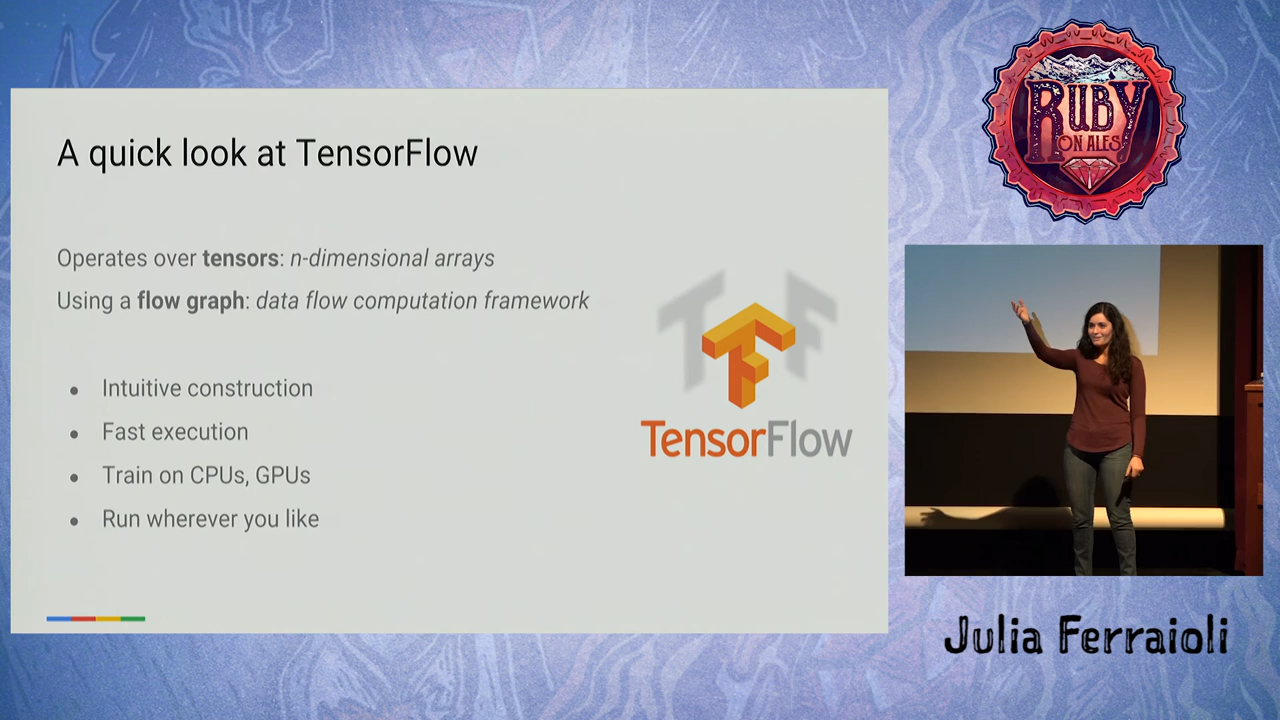 A quick look at TensorFlow
Operates over tensors: n-dimensional arrays
Using a flow graph: data flow computation framework
● Intuitive construction
● Fast execution
● Train on CPUs, GPUs
● Run wherever you like
TF
TensorFlow
RUBY
ON ALES
Julia Ferraioli